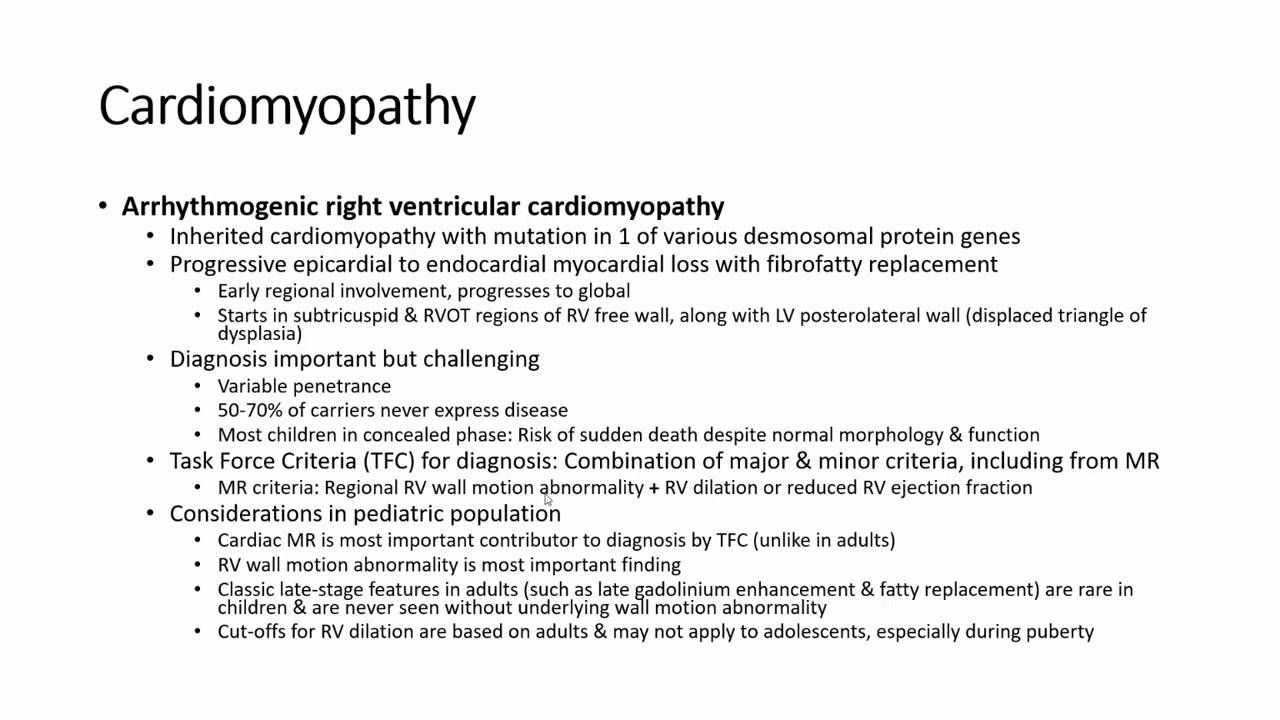 Cardiomyopathy
• Arrhythmogenic right ventricular cardiomyopathy
• Inherited cardiomyopathy with mutation in 1 of various desmosomal protein genes
• Progressive epicardial to endocardial myocardial loss with fibrofatty replacement
• Early regional involvement, progresses to global
• Starts in subtricuspid & RVOT regions of RV free wall, along with LV posterolateral wall (displaced triangle of
dysplasia)
• Diagnosis important but challenging
• Variable penetrance
• 50-70% of carriers never express disease
• Most children in concealed phase: Risk of sudden death despite normal morphology & function
• Task Force Criteria (TFC) for diagnosis: Combination of major & minor criteria, including from MR
• MR criteria: Regional RV wall motion abnormality + RV dilation or reduced RV ejection fraction
• Considerations in pediatric population
• Cardiac MR is most important contributor to diagnosis by TFC (unlike in adults)
• RV wall motion abnormality is most important finding
• Classic late-stage features in adults (such as late gadolinium enhancement & fatty replacement) are rare in
children & are never seen without underlying wall motion abnormality
• Cut-offs for RV dilation are based on adults & may not apply to adolescents, especially during puberty